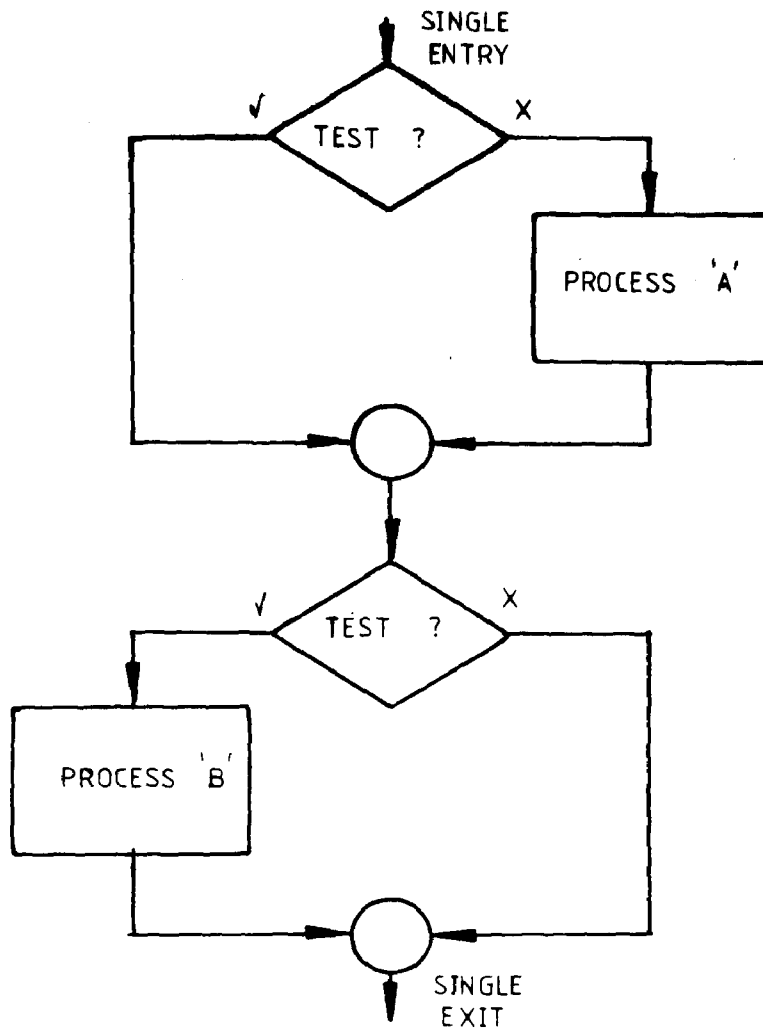 SINGLE
ENTRY
✓
X
TEST ?
PROCESS 'A'
✓
X
TEST ?
PROCESS 'B'
SINGLE
EXIT